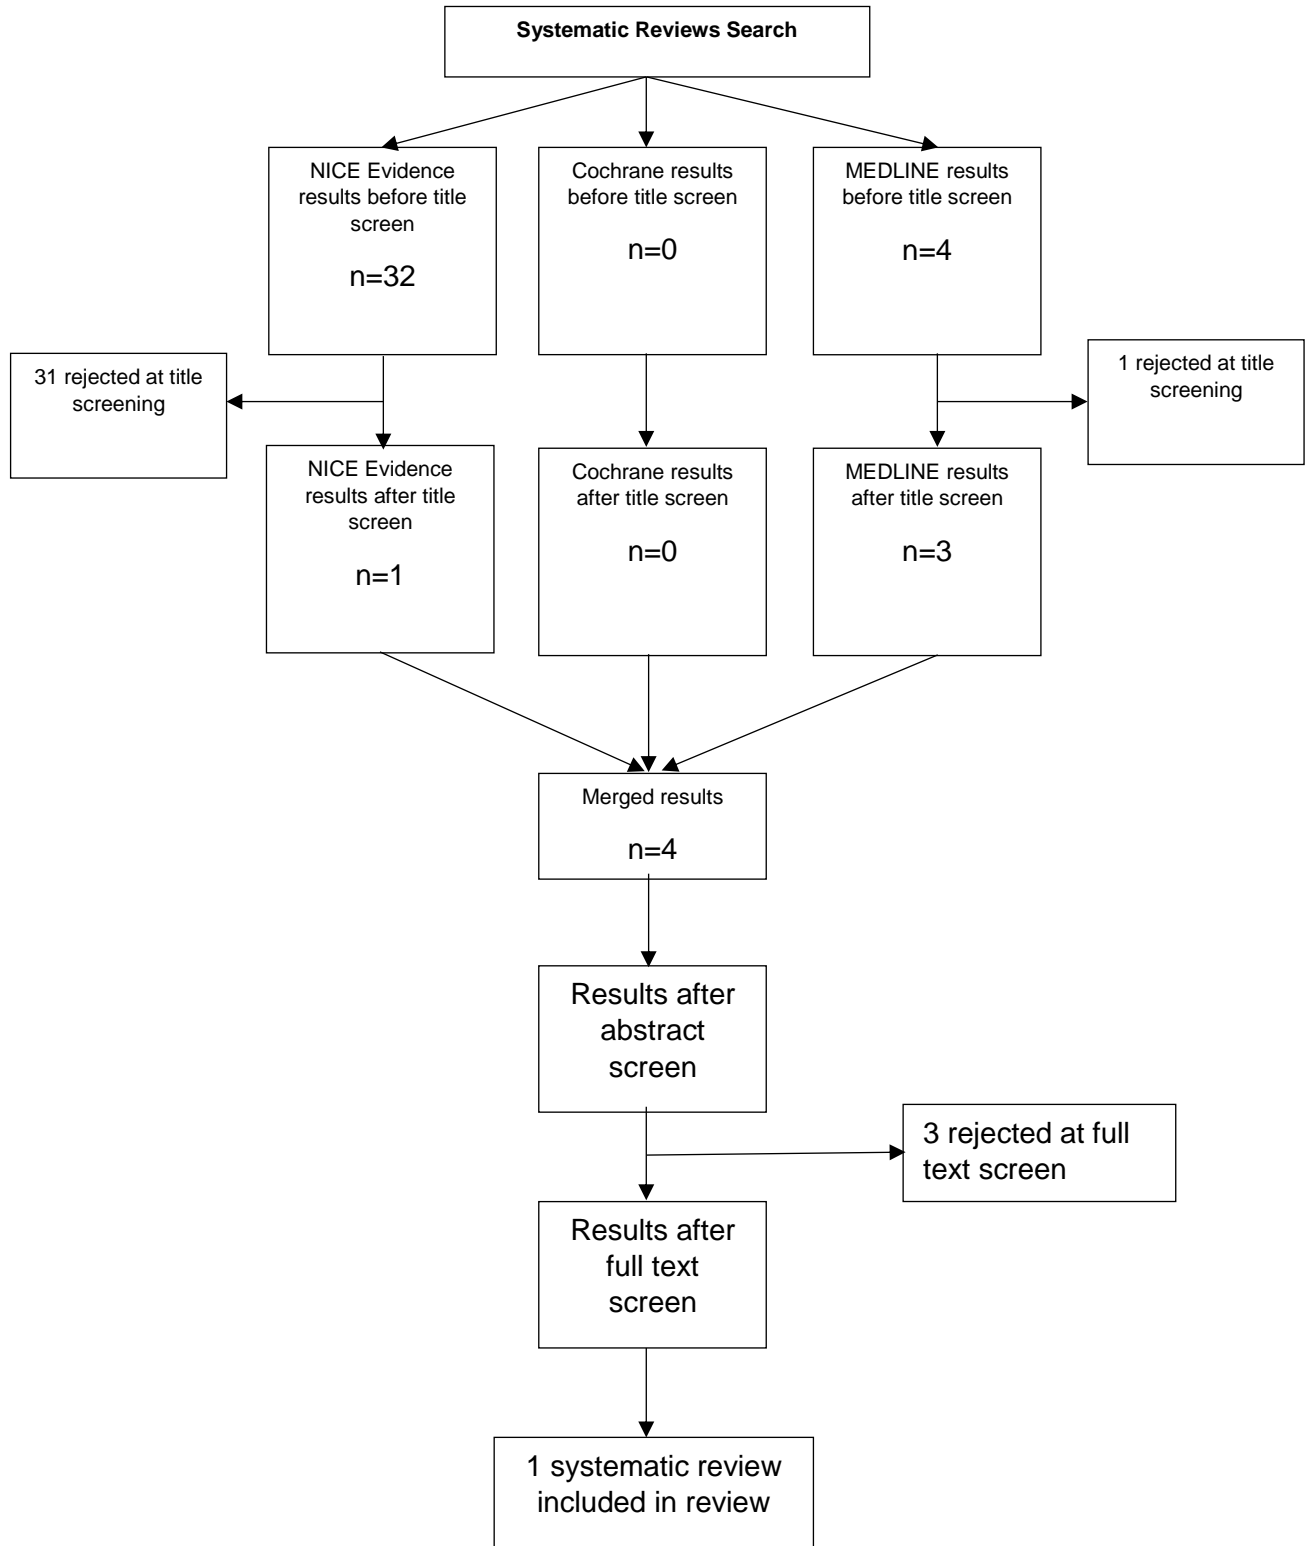 Systematic Reviews Search
NICE Evidence
results before title
screen
n=32
Cochrane results
before title screen
n=0
MEDLINE results
before title screen
n=4
31 rejected at title
screening
1 rejected at title
screening
NICE Evidence
results after title
screen
n=1
Cochrane results
after title screen
n=0
MEDLINE results
after title screen
n=3
Merged results
n=4
Results after
abstract
screen
3 rejected at full
text screen
Results after
full text
screen
1 systematic review
included in review